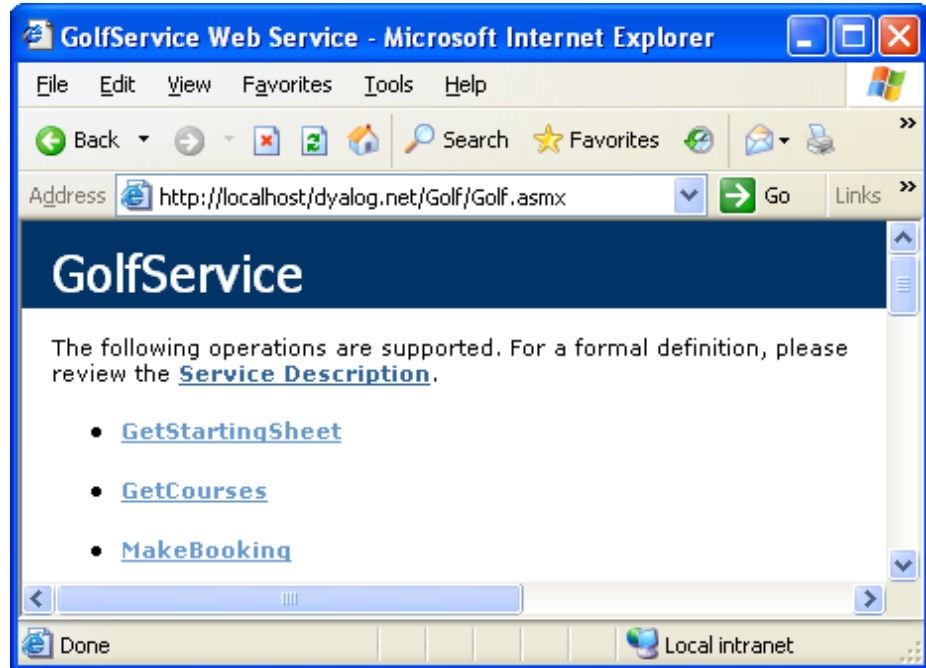 GolfService Web Service - Microsoft Internet Explorer
File Edit View Favorites Tools Help
Back Search Favorites »
Address http://localhost/dyalog.net/Golf/Golf.asmx Go Links »
GolfService
The following operations are supported. For a formal definition, please
review the Service Description.
• GetStartingSheet
• GetCourses
• MakeBooking
Done Local intranet